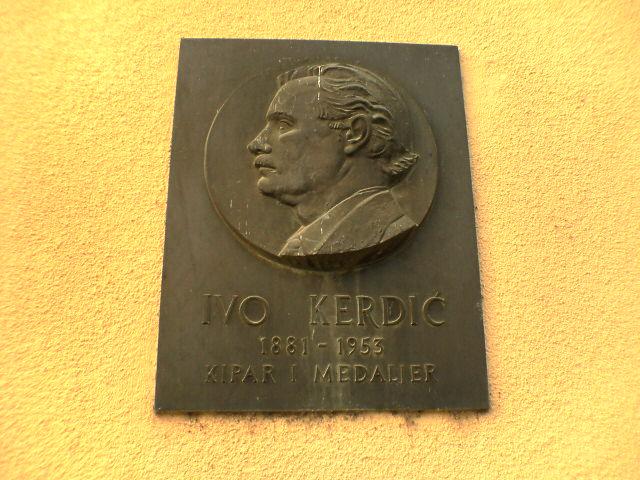 IVO KERDIĆ
1881 - 1953
KIPAR I MEDALJER